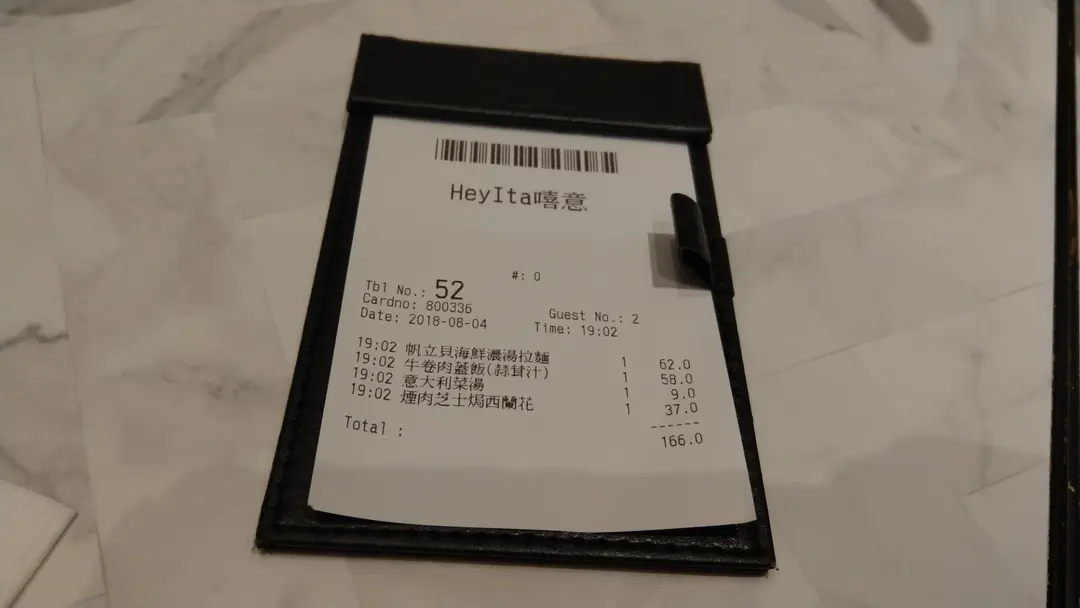 HeyIta嘻意
#: 0
Tbl No.: 52
Cardno: 800336
Guest No.: 2
Date: 2018-08-04 Time: 19:02
19:02 帆立貝海鮮濃湯拉麵 1 62.0
19:02 牛卷肉蓋飯(蒜茸汁) 1 58.0
19:02 意大利菜湯 1 9.0
19:02 煙肉芝士焗西蘭花 1 37.0
------
Total : 166.0